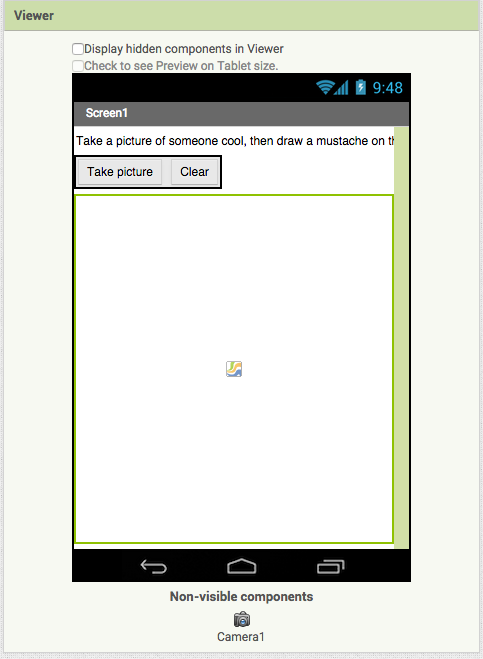 Viewer
Display hidden components in Viewer
Check to see Preview on Tablet size.
9:48
Screen1
Take a picture of someone cool, then draw a mustache on th
Take picture Clear
Non-visible components
Camera1